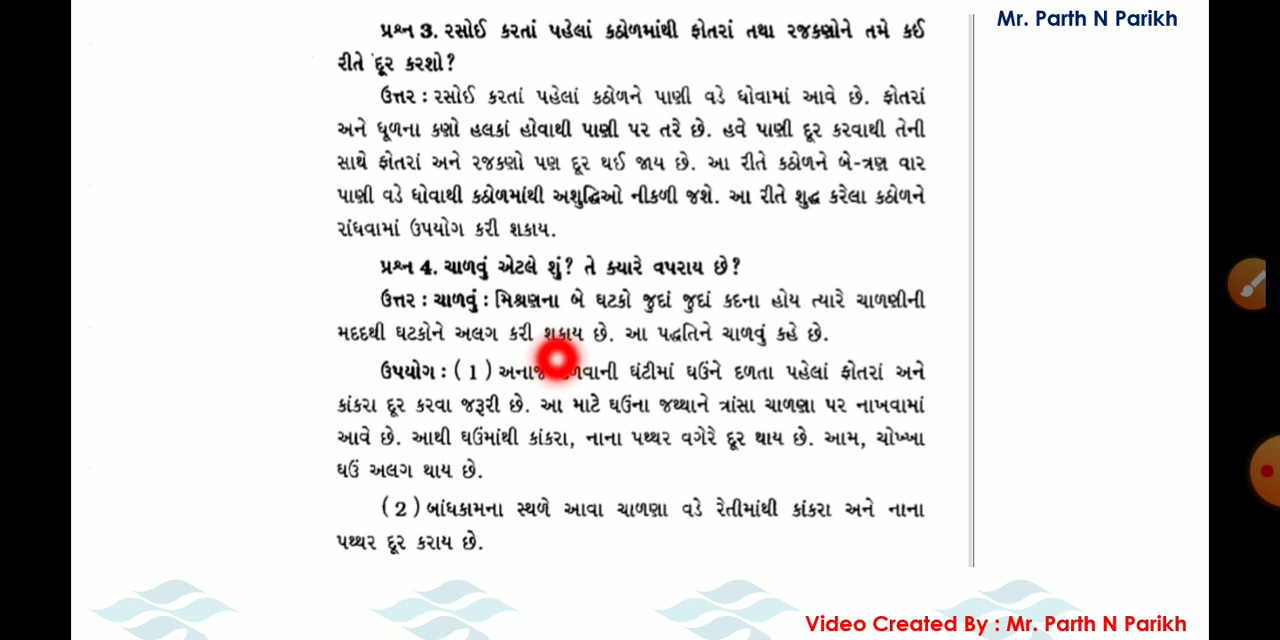 Mr. Parth N Parikh
પ્રશ્ન 3. રસોઈ કરતાં પહેલાં કઠોળમાંથી ફોતરાં તથા રજકણોને તમે કઈ
રીતે દૂર કરશો?
ઉત્તર : રસોઈ કરતાં પહેલાં કઠોળને પાણી વડે ધોવામાં આવે છે. ફોતરાં
અને ધૂળના કણો હલકાં હોવાથી પાણી પર તરે છે. હવે પાણી દૂર કરવાથી તેની
સાથે ફોતરાં અને રજકણો પણ દૂર થઈ જાય છે. આ રીતે કઠોળને બે-ત્રણ વાર
પાણી વડે ધોવાથી કઠોળમાંથી અશુદ્ધિઓ નીકળી જશે. આ રીતે શુદ્ધ કરેલા કઠોળને
રાંધવામાં ઉપયોગ કરી શકાય.
પ્રશ્ન 4. ચાળવું એટલે શું? તે ક્યારે વપરાય છે?
ઉત્તર : ચાળવું : મિશ્રણના બે ઘટકો જુદાં જુદાં કદના હોય ત્યારે ચાળણીની
મદદથી ઘટકોને અલગ કરી શકાય છે. આ પદ્ધતિને ચાળવું કહે છે.
ઉપયોગ : (1) ઘંટીમાં ઘઉંને દળતા પહેલાં ફોતરાં અને
કાંકરા દૂર કરવા જરૂરી છે. આ માટે ઘઉંના જથ્થાને ત્રાંસા ચાળણા પર નાખવામાં
આવે છે. આથી ઘઉંમાંથી કાંકરા, નાના પથ્થર વગેરે દૂર થાય છે. આમ, ચોખ્ખા
ઘઉં અલગ થાય છે.
(2) બાંધકામના સ્થળે આવા ચાળણા વડે રેતીમાંથી કાંકરા અને નાના
પથ્થર દૂર કરાય છે.
Video Created By : Mr. Parth N Parikh